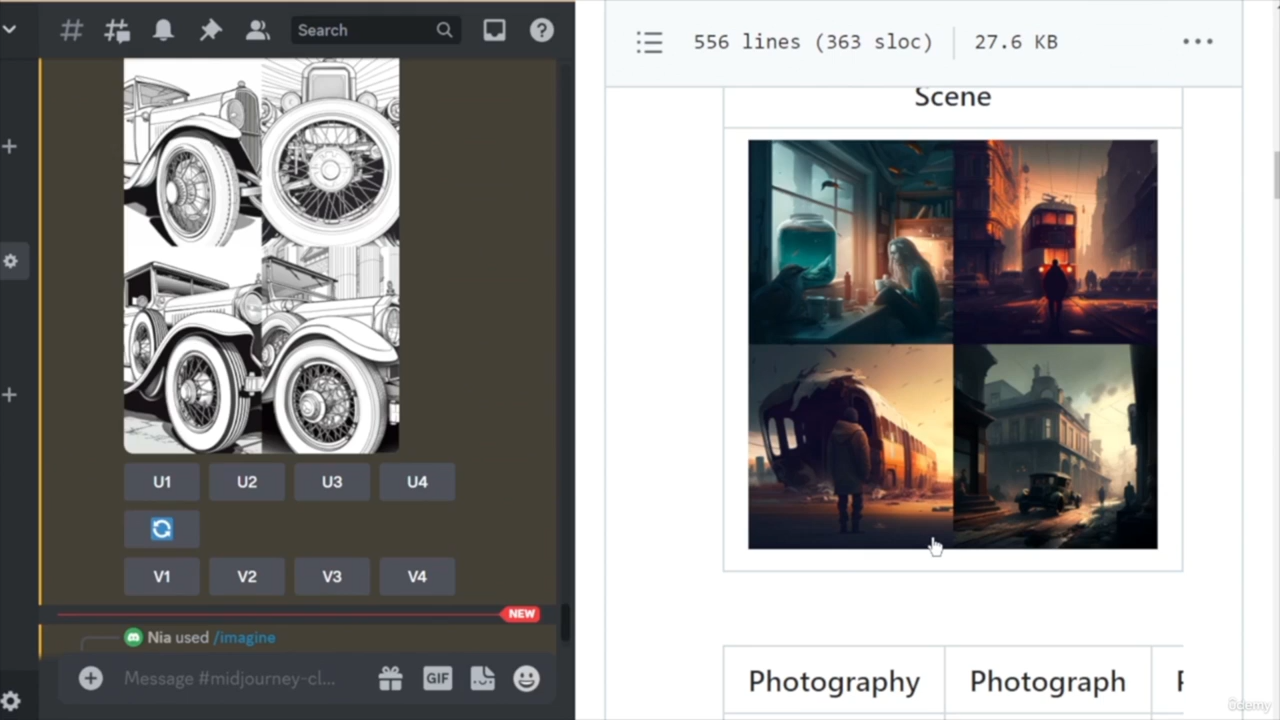 Search
U1 U2 U3 U4
V1 V2 V3 V4
NEW
Nia used /imagine
Message #midjourney-cl...
GIF
556 lines (363 sloc) 27.6 KB
Scene
Photography Photograph
ûdemy